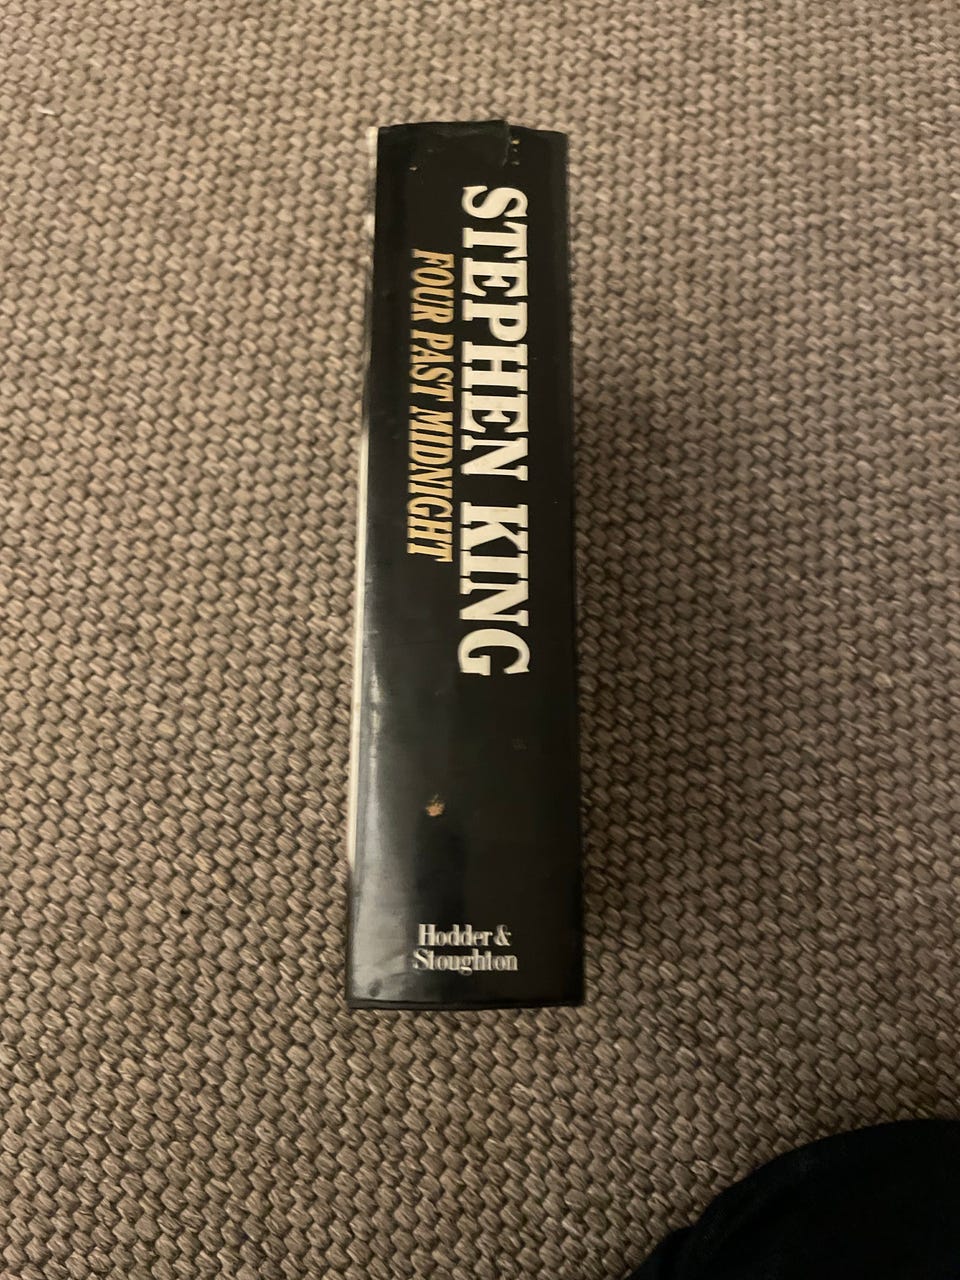 STEPHEN KING
FOUR PAST MIDNIGHT
Hodder &
Stoughton